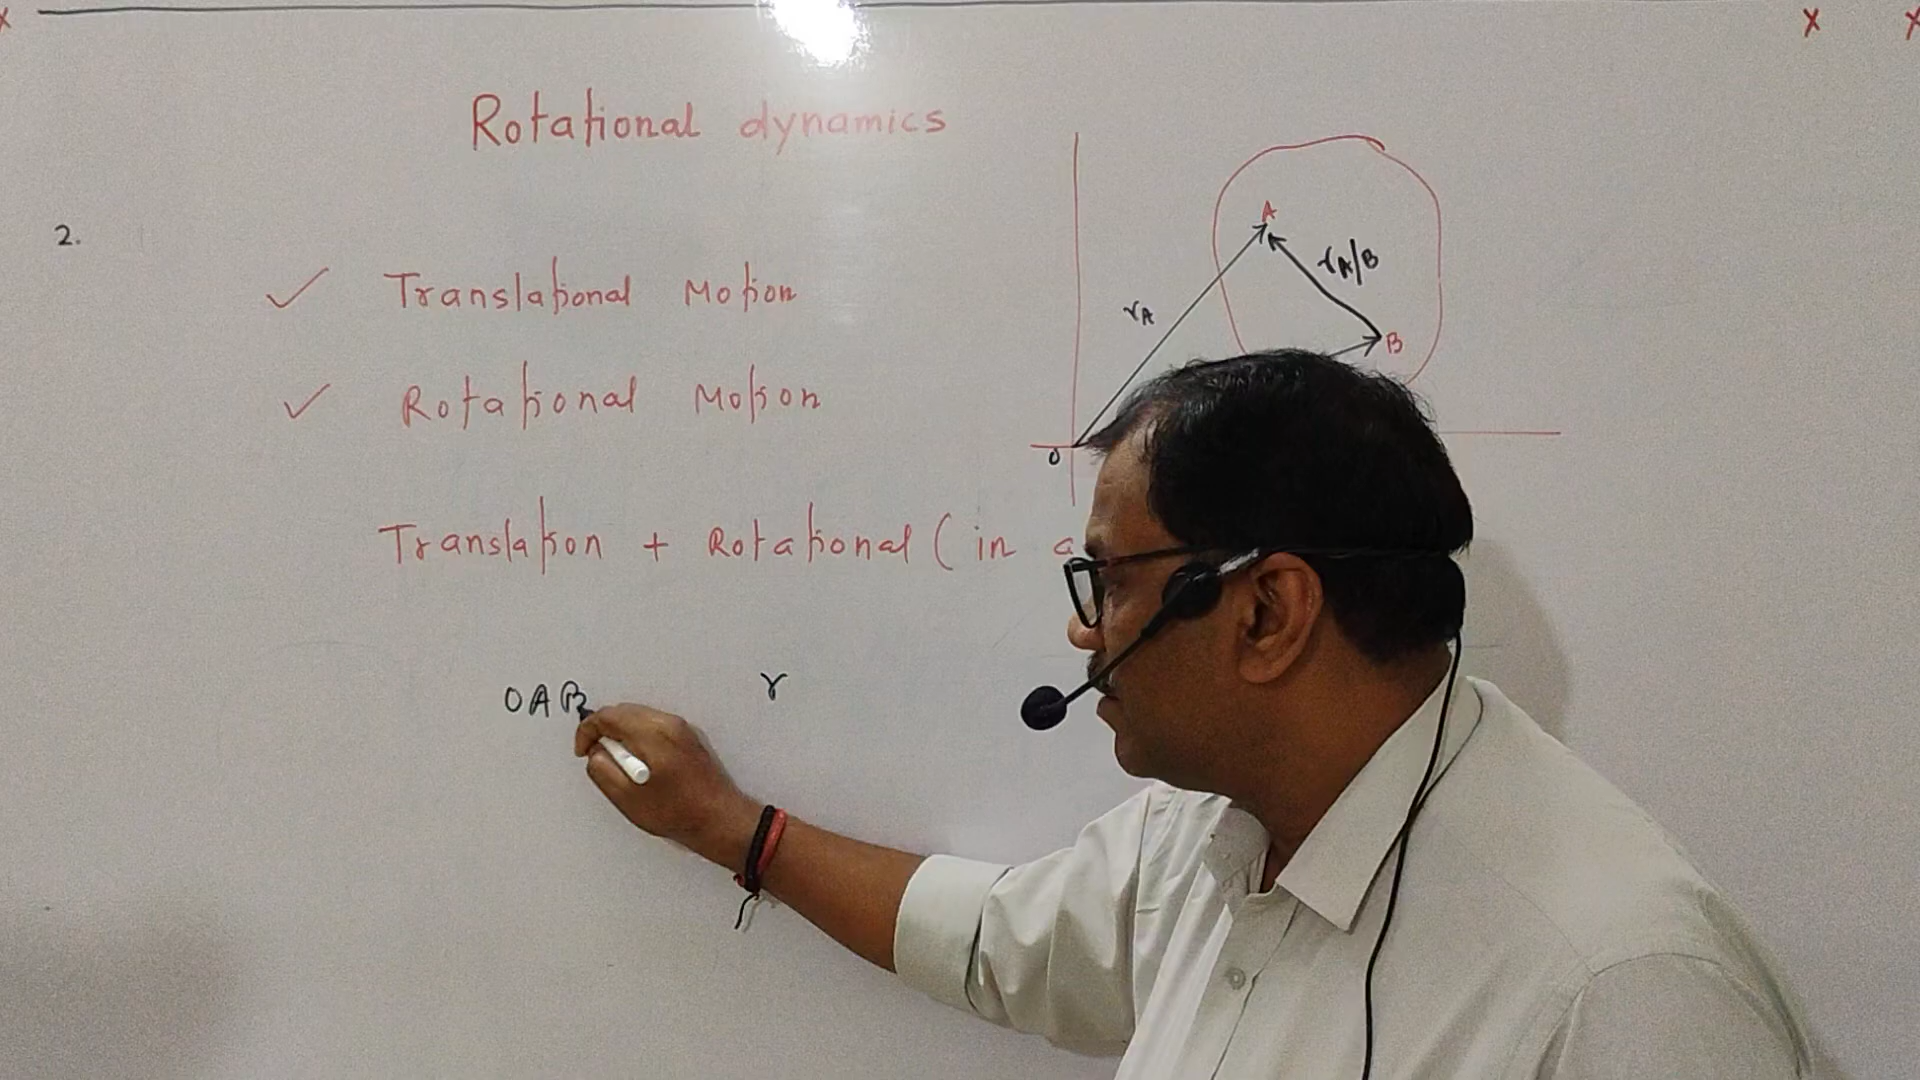 x x x
Rotational dynamics
2.
Translational Motion
Rotational Motion
Translation + Rotational ( in a
A
rA/B
rA
B
O
OAB
r